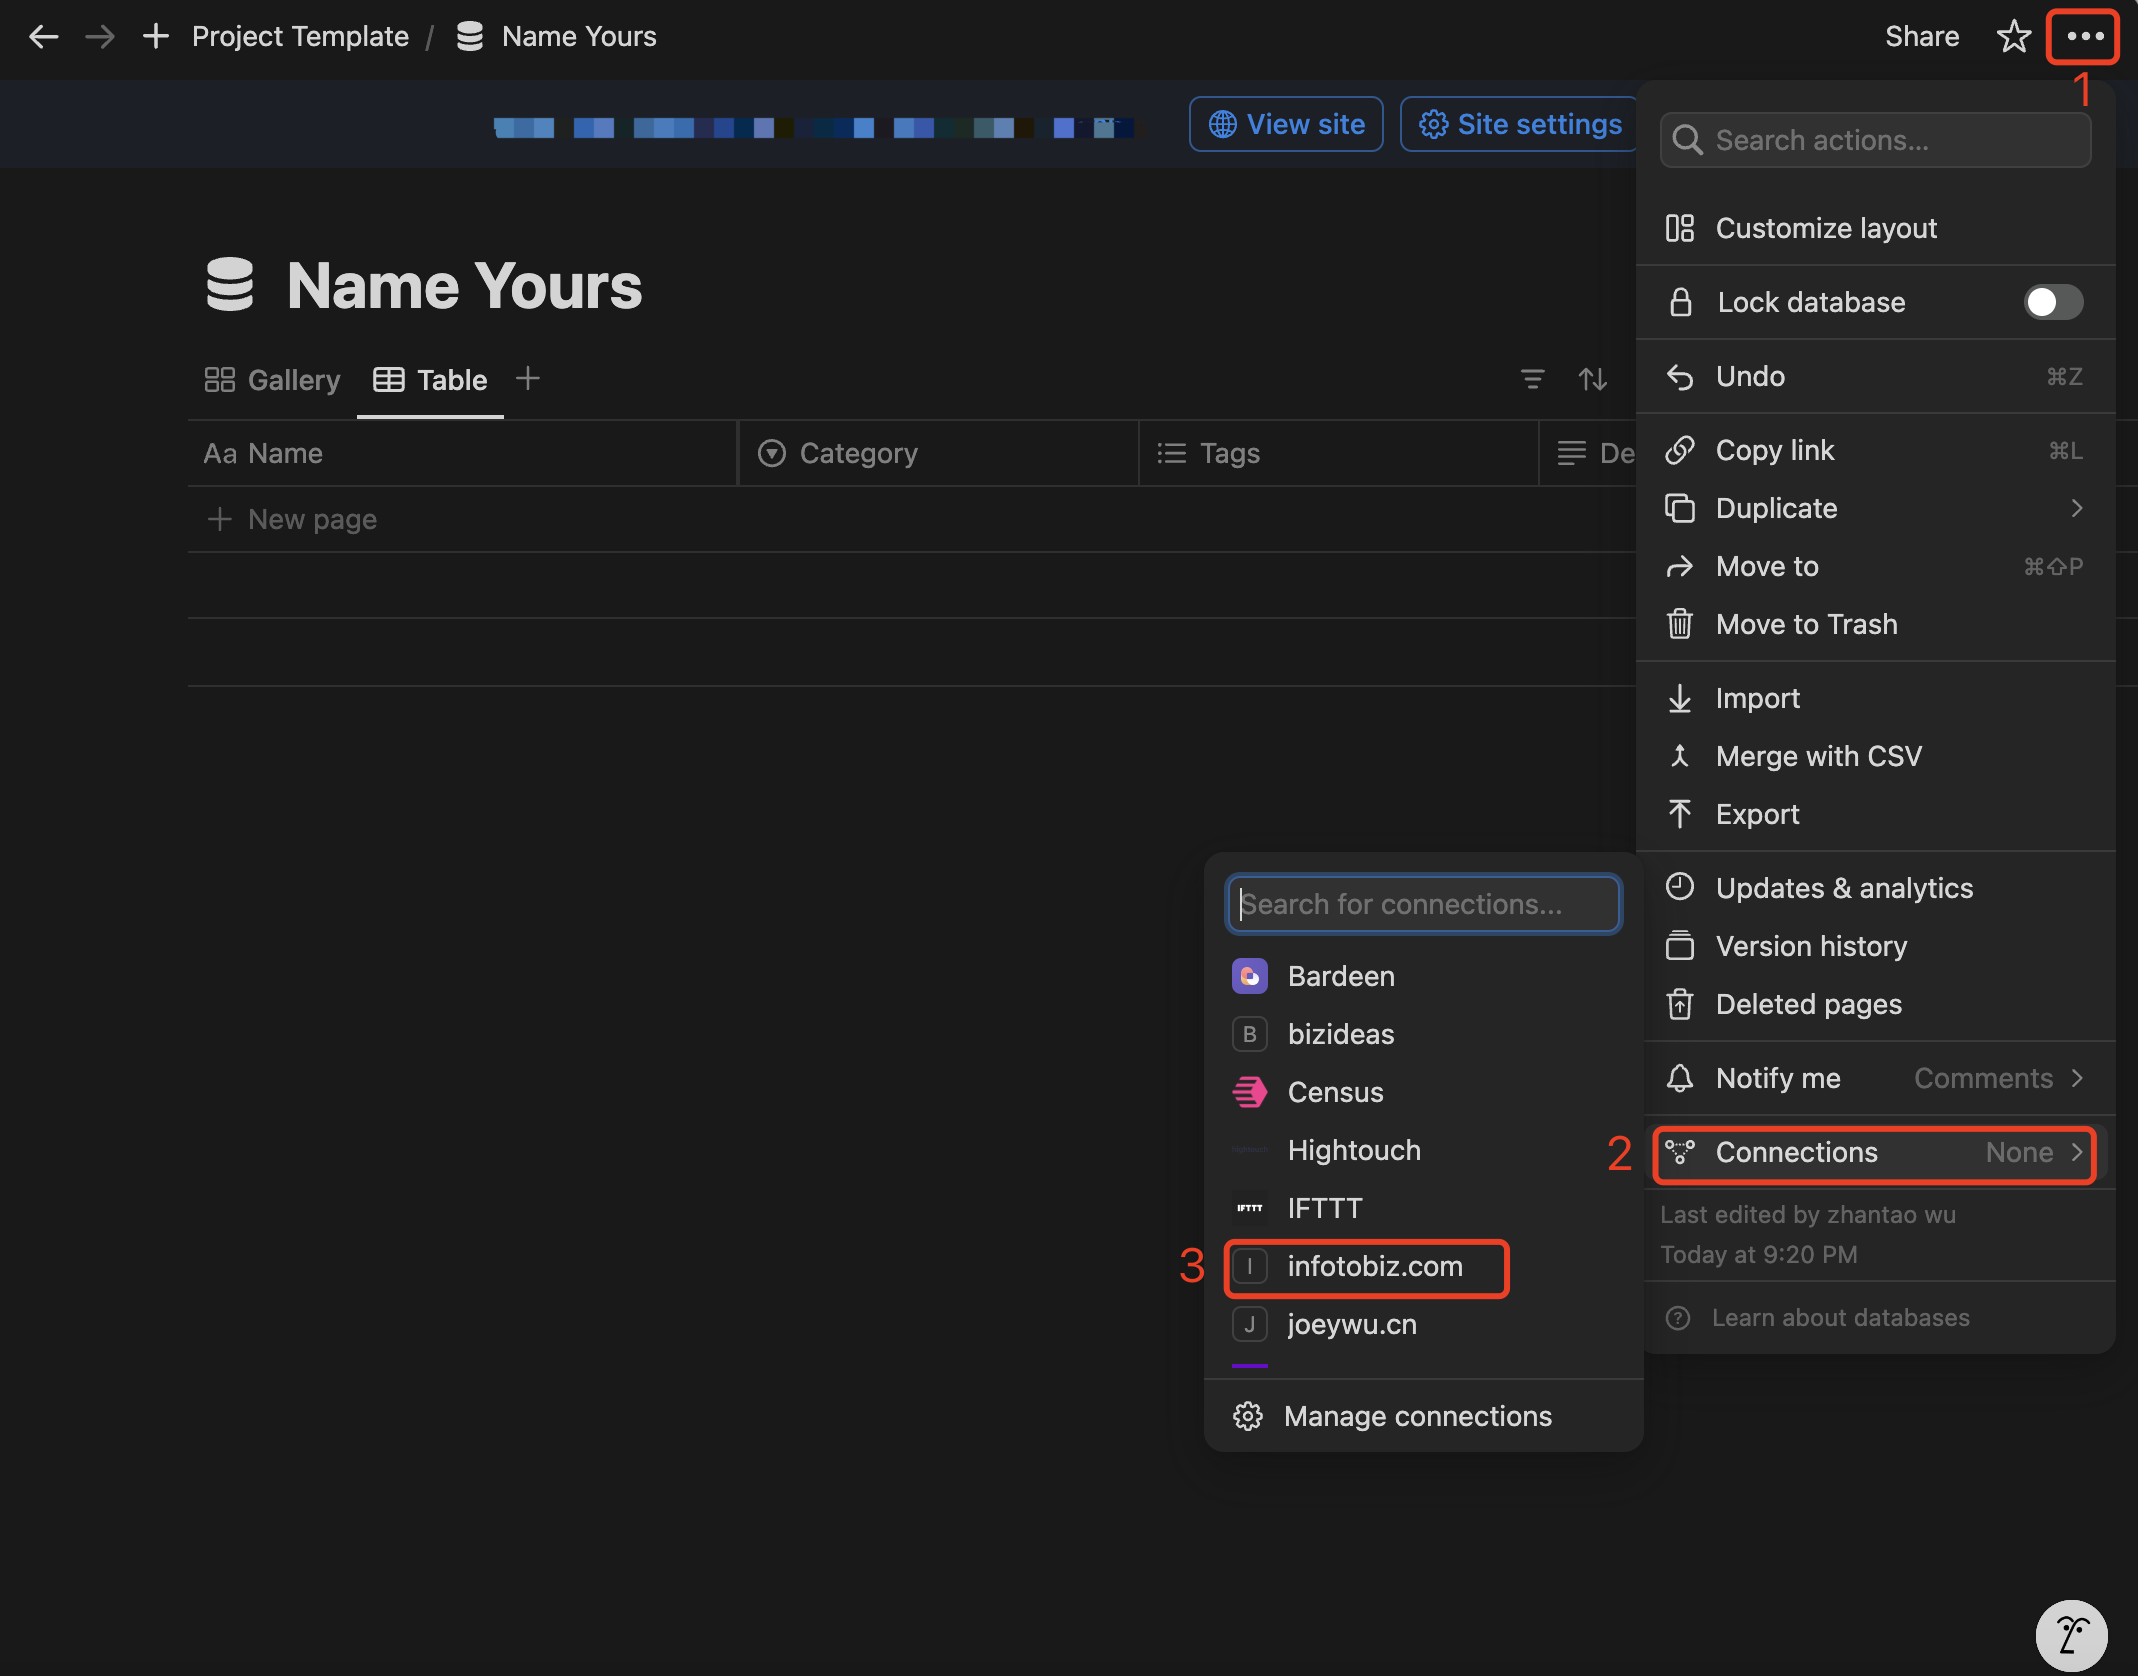 Project Template / Name Yours
Share
1
View site
Site settings
Search actions...
Customize layout
Name Yours
Lock database
Gallery
Table
Undo ⌘Z
Aa Name
Category
Tags
De
Copy link ⌘L
New page
Duplicate
Move to ⌘⇧P
Move to Trash
Import
Merge with CSV
Export
Updates & analytics
Version history
Deleted pages
Notify me Comments
2
Connections None
Last edited by zhantao wu
Today at 9:20 PM
Learn about databases
Search for connections...
Bardeen
B bizideas
Census
Hightouch
IFTTT IFTTT
3
I infotobiz.com
J joeywu.cn
Manage connections